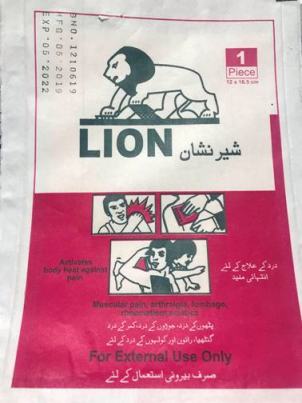 BNO. 1210619
MFG 06 2019
EXP 05 2022
1
Piece
12 x 16.5 cm
LION شیر نشان
Activates
body heat against
pain
درد کے علاج کے لئے
انتہائی مفید
Muscular pain, arthralgia, lumbago,
rheumatism sciatica
پٹھوں کے درد، جوڑوں کے درد، کمر کے درد
گنٹھیا، رانوں اور کولہوں کے درد کے لئے
For External Use Only
صرف بیرونی استعمال کے لئے